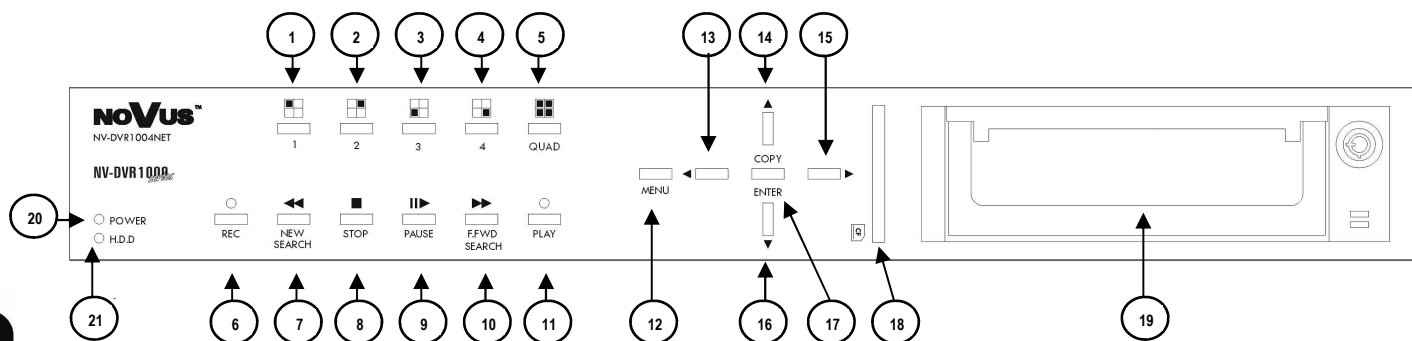 1 2 3 4 5 13 14 15
NOVUS™
NV-DVR1004NET
1 2 3 4 QUAD
COPY
NV-DVR1000 series
MENU ENTER
20 POWER
H.D.D
REC NEW SEARCH STOP PAUSE F.FWD SEARCH PLAY
CF
21 6 7 8 9 10 11 12 16 17 18 19